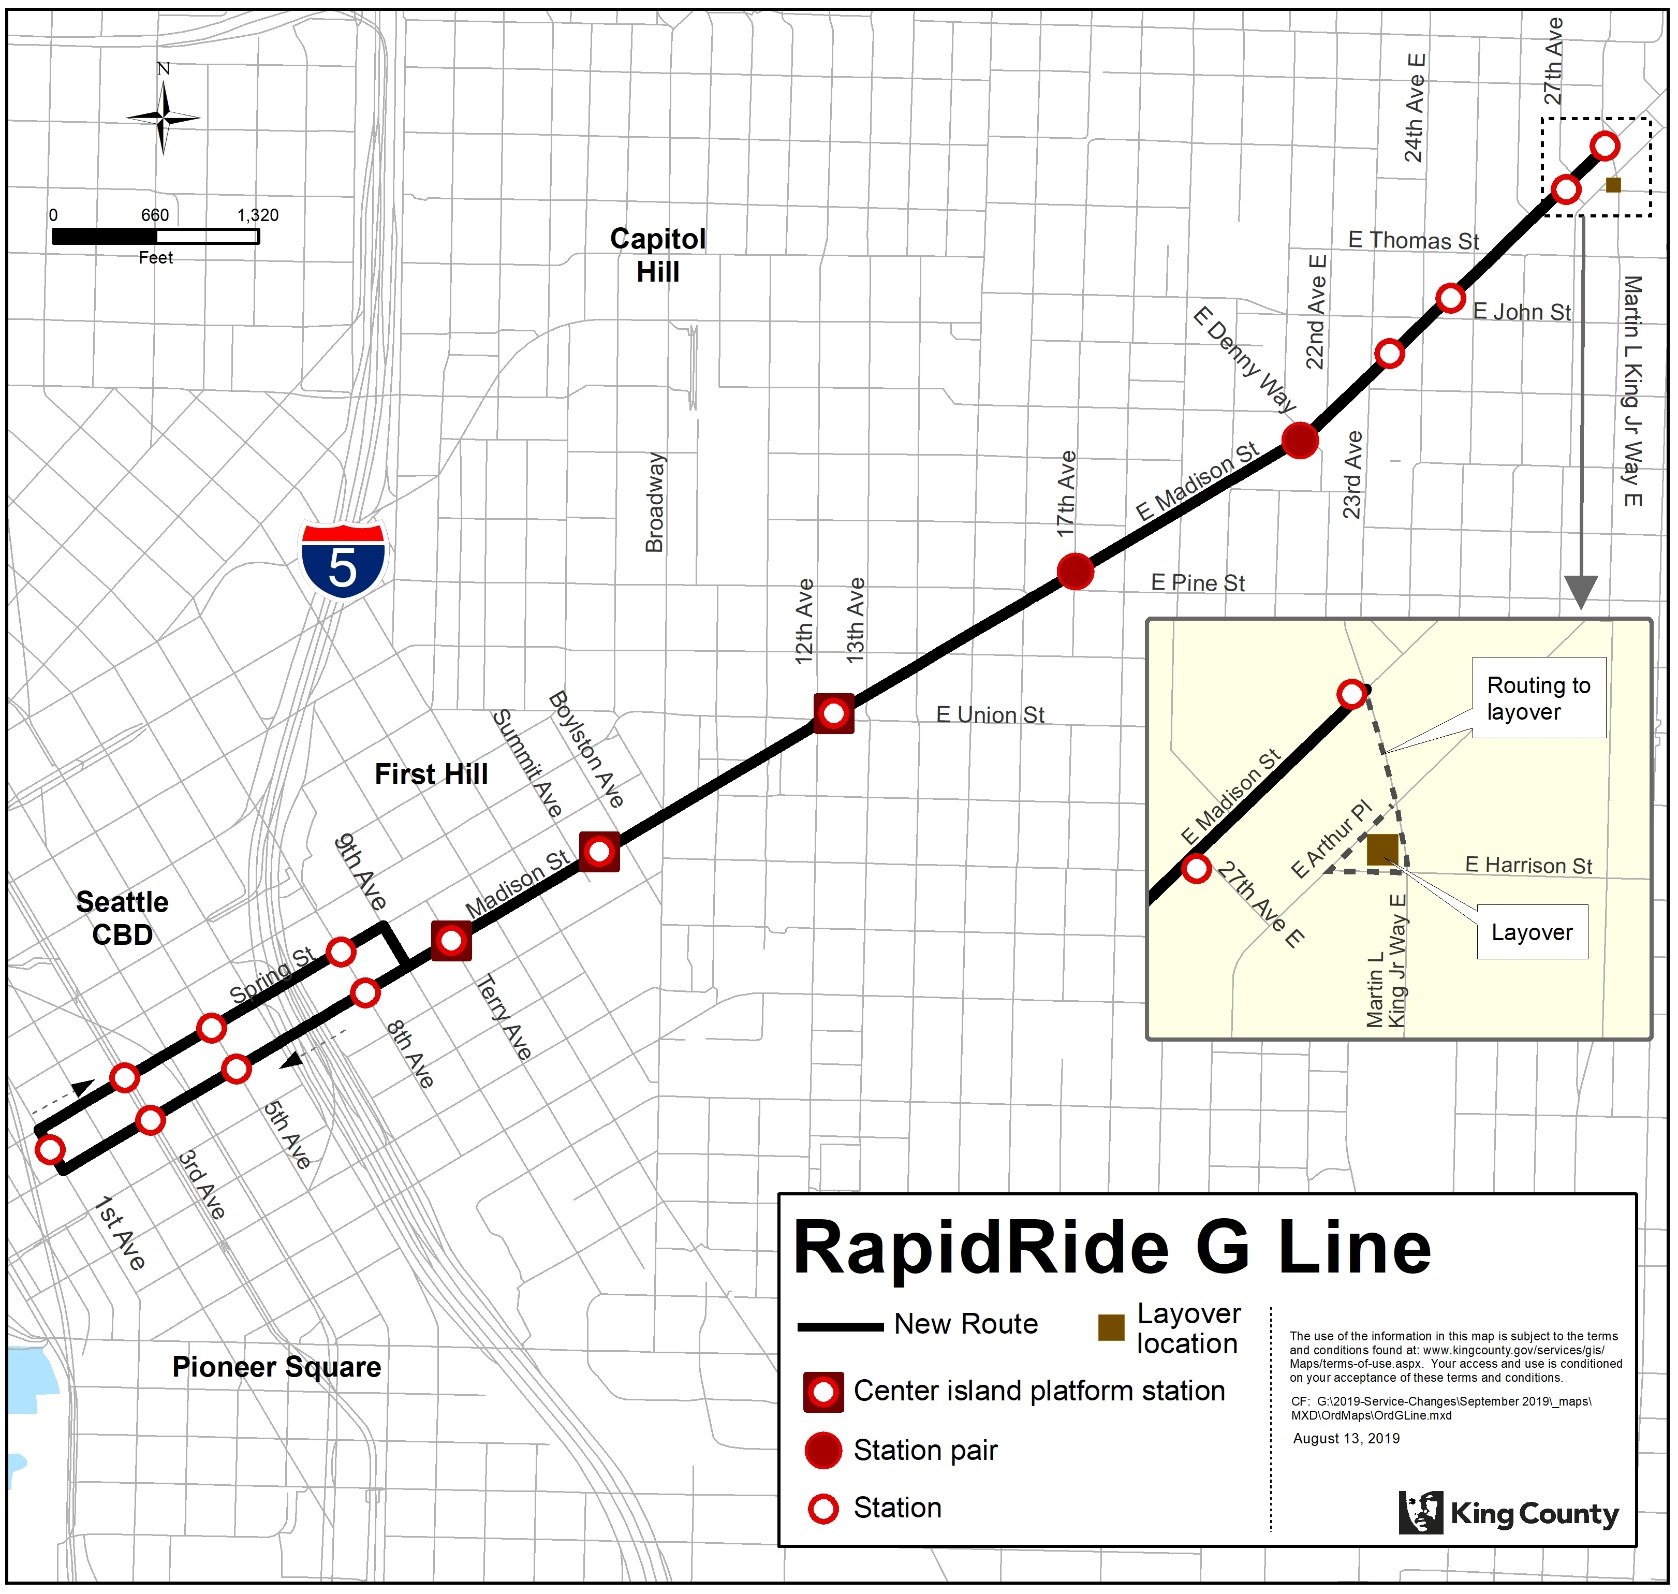 N
0 660 1,320
Feet
Capitol
Hill
27th Ave
24th Ave E
E Thomas St
22nd Ave E
E John St
E Denny Way
Martin L King Jr Way E
E Madison St
23rd Ave
17th Ave
Broadway
5
E Pine St
12th Ave
13th Ave
E Union St
Boylston Ave
Summit Ave
First Hill
9th Ave
Madison St
Seattle
CBD
Spring St
Terry Ave
8th Ave
5th Ave
3rd Ave
1st Ave
Pioneer Square
Routing to
layover
E Madison St
E Arthur Pl
27th Ave E
E Harrison St
Layover
Martin L
King Jr Way E
RapidRide G Line
New Route
Layover
location
Center island platform station
Station pair
Station
The use of the information in this map is subject to the terms
and conditions found at: www.kingcounty.gov/services/gis/
Maps/terms-of-use.aspx. Your access and use is conditioned
on your acceptance of these terms and conditions.
CF: G:\2019-Service-Changes\September 2019\_maps\
MXD\OrdMaps\OrdGLine.mxd
August 13, 2019
King County